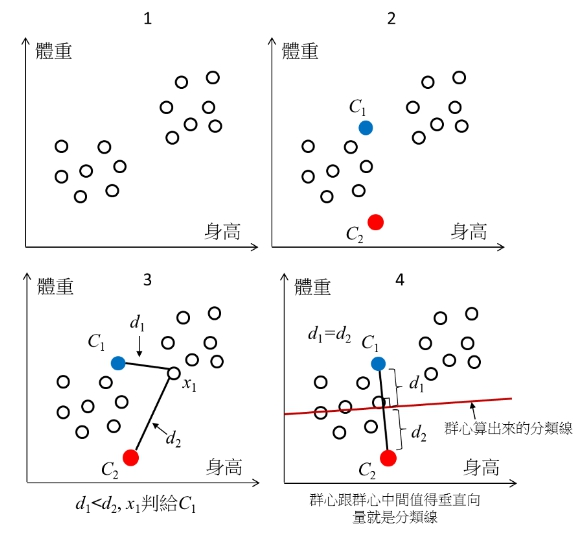 1
體重
身高
2
體重
C1
C2
身高
3
體重
C1
d1
x1
d2
C2
身高
d1<d2, x1判給C1
4
體重
d1=d2
C1
d1
d2
群心算出來的分類線
C2
身高
群心跟群心中間值得垂直向
量就是分類線